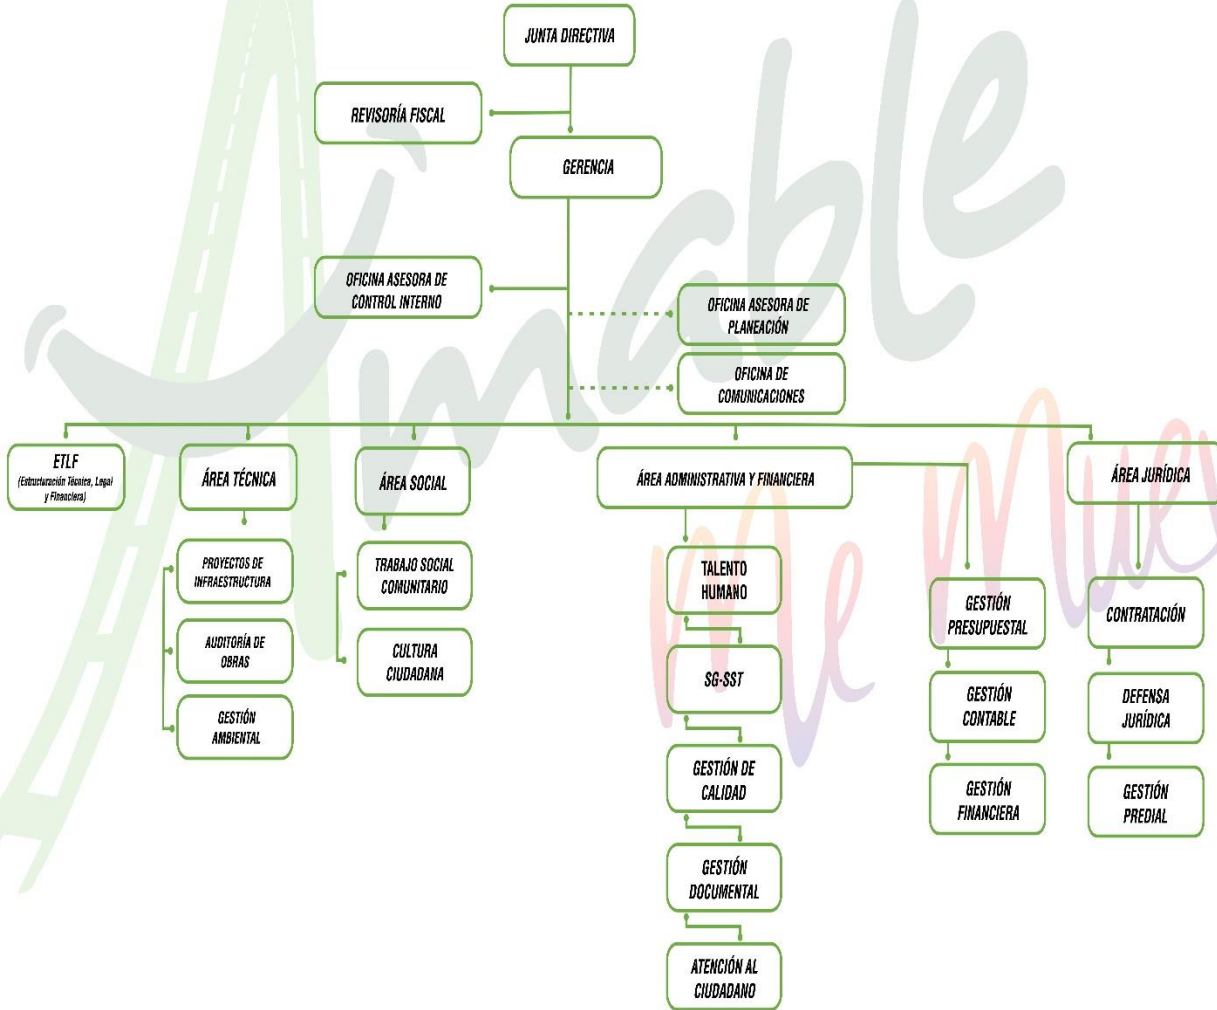 JUNTA DIRECTIVA
REVISORÍA FISCAL
GERENCIA
OFICINA ASESORA DE
CONTROL INTERNO
OFICINA ASESORA DE
PLANEACIÓN
OFICINA DE
COMUNICACIONES
ETLF
(Estructuración Técnica, Legal
y Financiera)
ÁREA TÉCNICA
ÁREA SOCIAL
ÁREA ADMINISTRATIVA Y FINANCIERA
ÁREA JURÍDICA
PROYECTOS DE
INFRAESTRUCTURA
AUDITORÍA DE
OBRAS
GESTIÓN
AMBIENTAL
TRABAJO SOCIAL
COMUNITARIO
CULTURA
CIUDADANA
TALENTO
HUMANO
SG-SST
GESTIÓN DE
CALIDAD
GESTIÓN
DOCUMENTAL
ATENCIÓN AL
CIUDADANO
GESTIÓN
PRESUPUESTAL
GESTIÓN
CONTABLE
GESTIÓN
FINANCIERA
CONTRATACIÓN
DEFENSA
JURÍDICA
GESTIÓN
PREDIAL
Amable
me